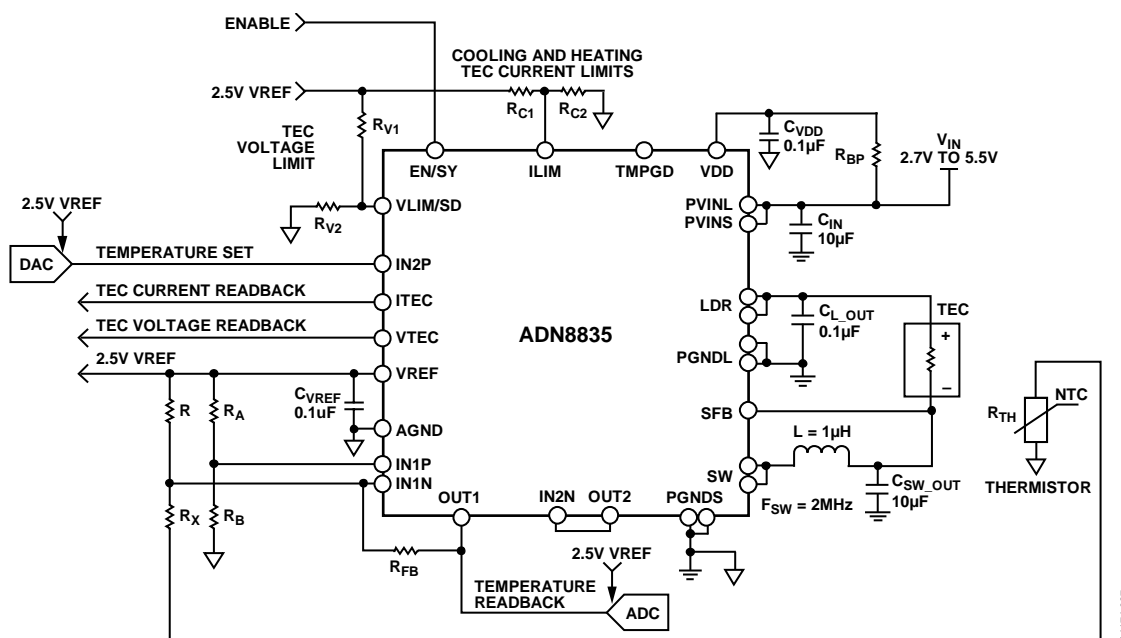 ENABLE
COOLING AND HEATING
TEC CURRENT LIMITS
2.5V VREF
RC1
RC2
RV1
TEC
VOLTAGE
LIMIT
CVDD
0.1µF
RBP
VIN
2.7V TO 5.5V
EN/SY
ILIM
TMPGD
VDD
2.5V VREF
RV2
VLIM/SD
PVINL
PVINS
CIN
10µF
DAC
TEMPERATURE SET
IN2P
TEC CURRENT READBACK
ITEC
LDR
CL_OUT
0.1µF
TEC
+
–
TEC VOLTAGE READBACK
VTEC
ADN8835
PGNDL
2.5V VREF
VREF
R
RA
CVREF
0.1uF
SFB
RTH
NTC
AGND
L = 1µH
IN1P
IN1N
SW
THERMISTOR
RX
RB
OUT1
IN2N
OUT2
PGNDS
FSW = 2MHz
CSW_OUT
10µF
RFB
2.5V VREF
TEMPERATURE
READBACK
ADC